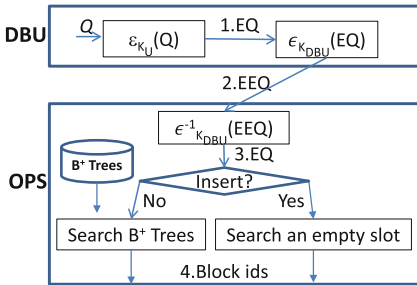 DBU
Q
ε_{K_U}(Q)
1.EQ
ϵ_{K_{DBU}}(EQ)
2.EEQ
OPS
ϵ^{-1}_{K_{DBU}}(EEQ)
3.EQ
B⁺ Trees
Insert?
No
Yes
Search B⁺ Trees
Search an empty slot
4.Block ids